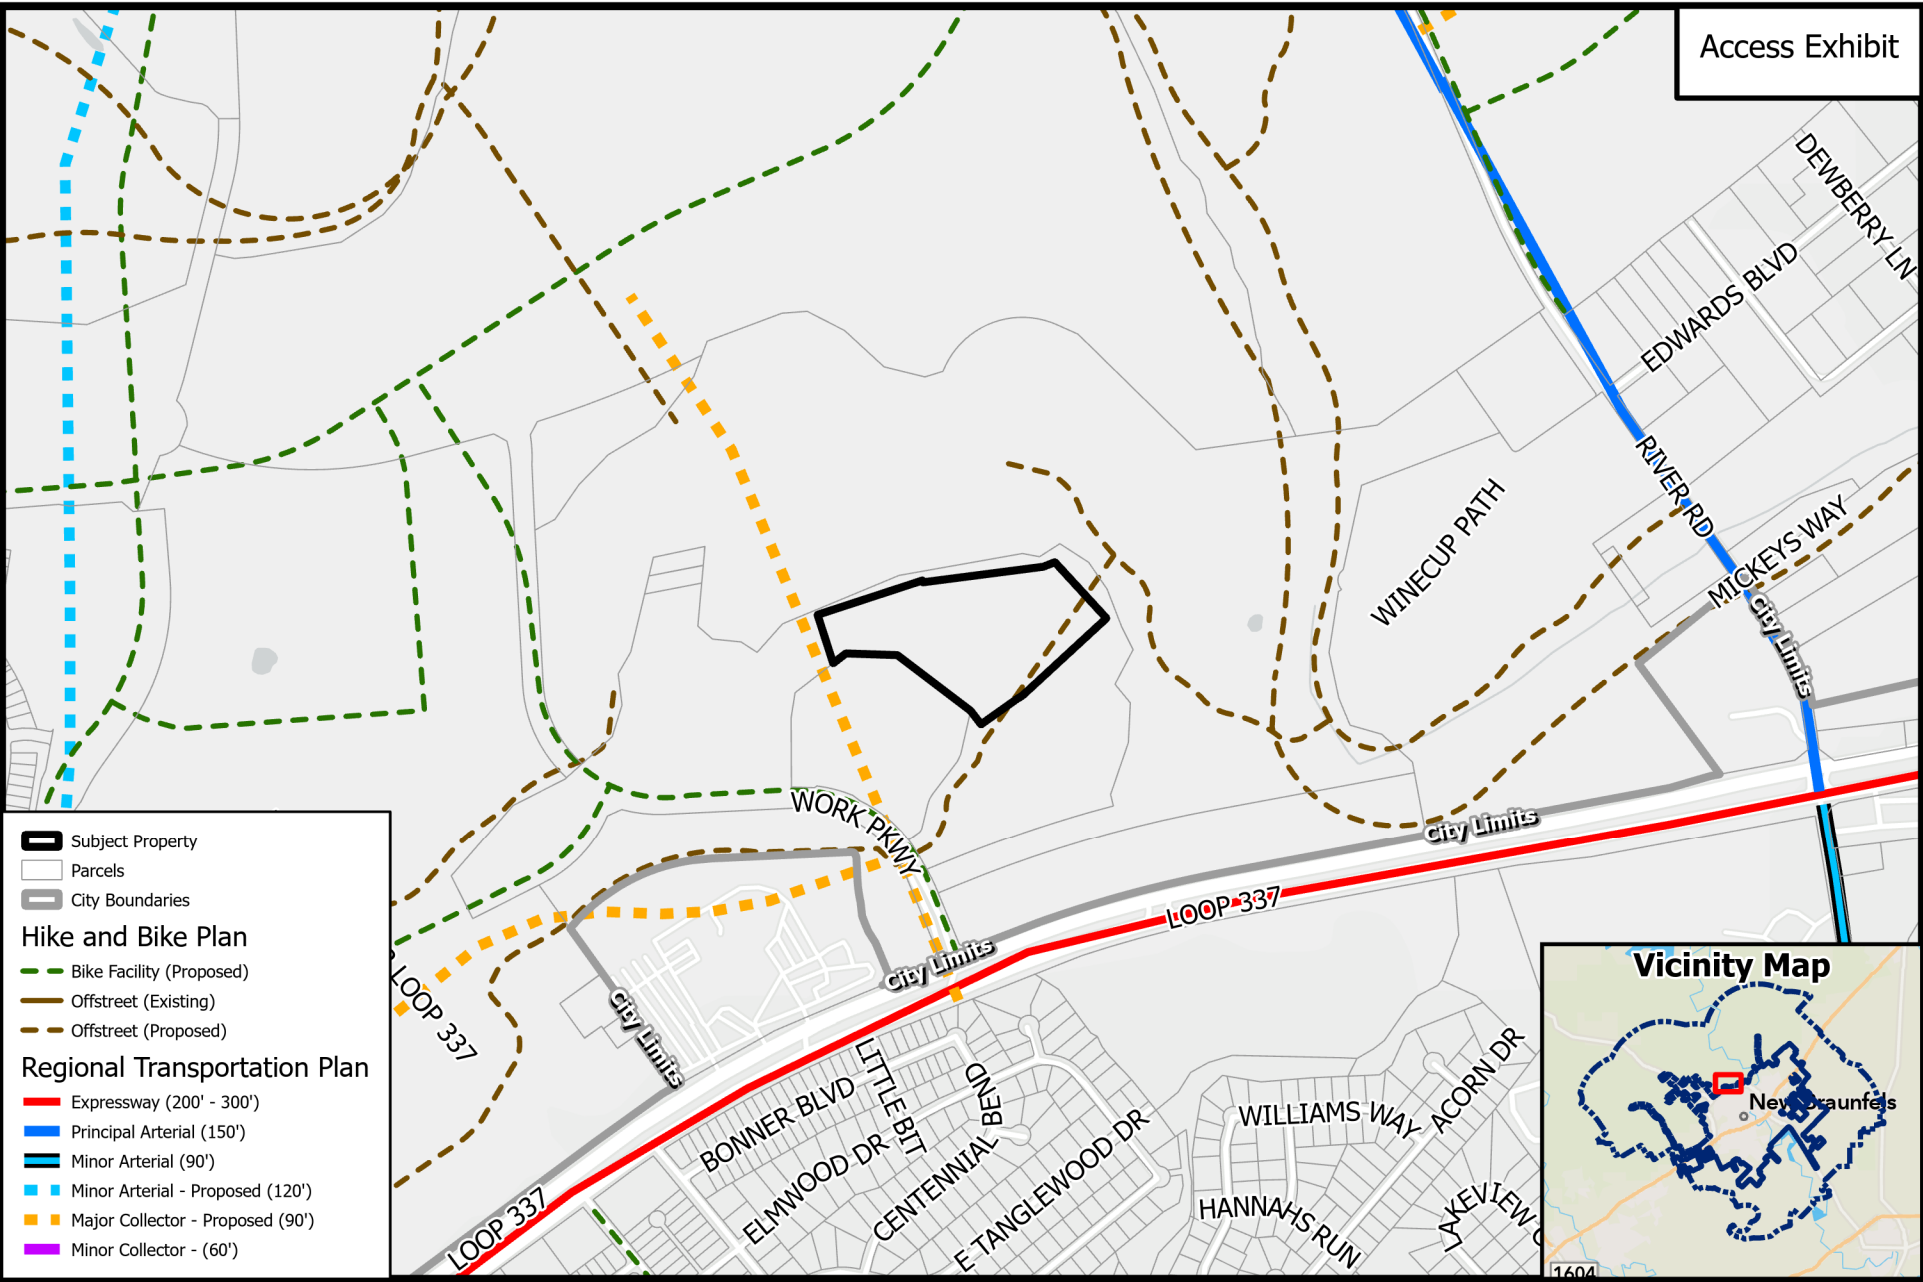 Access Exhibit
DEWBERRY LN
EDWARDS BLVD
RIVER RD
WINECUP PATH
MICKEYS WAY
City Limits
WORK PKWY
City Limits
LOOP 337
City Limits
LOOP 337
City Limits
LITTLE BIT
BEND
CENTENNIAL
BONNER BLVD
ELMWOOD DR
E TANGLEWOOD DR
WILLIAMS WAY
ACORN DR
HANNAHS RUN
LAKEVIEW
LOOP 337
Subject Property
Parcels
City Boundaries
Hike and Bike Plan
Bike Facility (Proposed)
Offstreet (Existing)
Offstreet (Proposed)
Regional Transportation Plan
Expressway (200' - 300')
Principal Arterial (150')
Minor Arterial (90')
Minor Arterial - Proposed (120')
Major Collector - Proposed (90')
Minor Collector - (60')
Vicinity Map
New Braunfels
1604